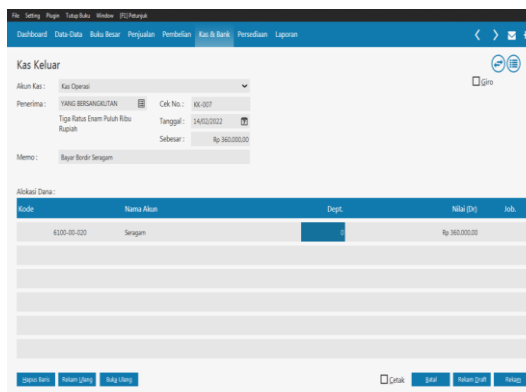 File Setting Plugin Tutup Buku Window [F1] Petunjuk
Dashboard Data-Data Buku Besar Penjualan Pembelian Kas & Bank Persediaan Laporan
Kas Keluar
Giro
Akun Kas : Kas Operasi
Penerima : YANG BERSANGKUTAN Cek No. : KK-007
Tiga Ratus Enam Puluh Ribu Rupiah Tanggal : 14/02/2022
Sebesar : Rp 360.000,00
Memo : Bayar Bordir Seragam
Alokasi Dana :
Kode Nama Akun Dept. Nilai (Dr) Job.
6100-00-020 Seragam 0 Rp 360.000,00
Hapus Baris Rekam Ulang Buka Ulang Cetak Batal Rekam Draft Rekam